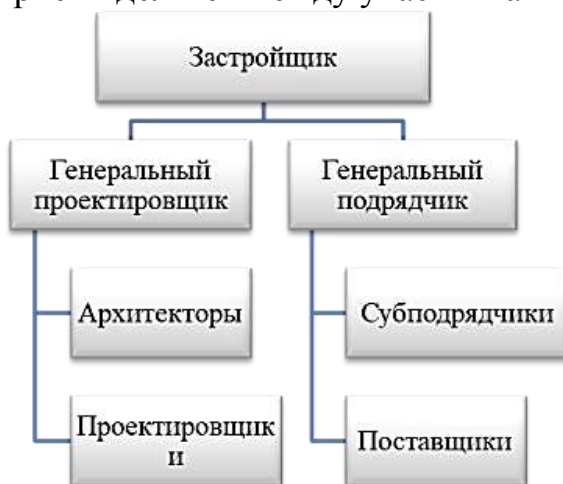 Застройщик
Генеральный
проектировщик
Генеральный
подрядчик
Архитекторы
Субподрядчики
Проектировщик
и
Поставщики